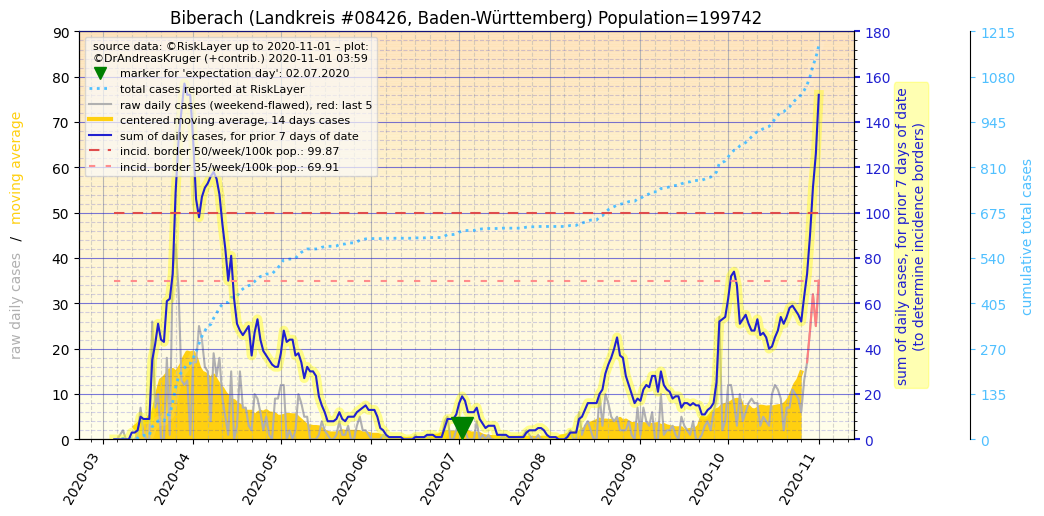 Biberach (Landkreis #08426, Baden-Württemberg) Population=199742
source data: ©RiskLayer up to 2020-11-01 – plot:
©DrAndreasKruger (+contrib.) 2020-11-01 03:59
marker for 'expectation day': 02.07.2020
total cases reported at RiskLayer
raw daily cases (weekend-flawed), red: last 5
centered moving average, 14 days cases
sum of daily cases, for prior 7 days of date
incid. border 50/week/100k pop.: 99.87
incid. border 35/week/100k pop.: 69.91
raw daily cases / moving average
90
80
70
60
50
40
30
20
10
0
180
160
140
120
100
80
60
40
20
0
sum of daily cases, for prior 7 days of date
(to determine incidence borders)
1215
1080
945
810
675
540
405
270
135
0
cumulative total cases
2020-03
2020-04
2020-05
2020-06
2020-07
2020-08
2020-09
2020-10
2020-11